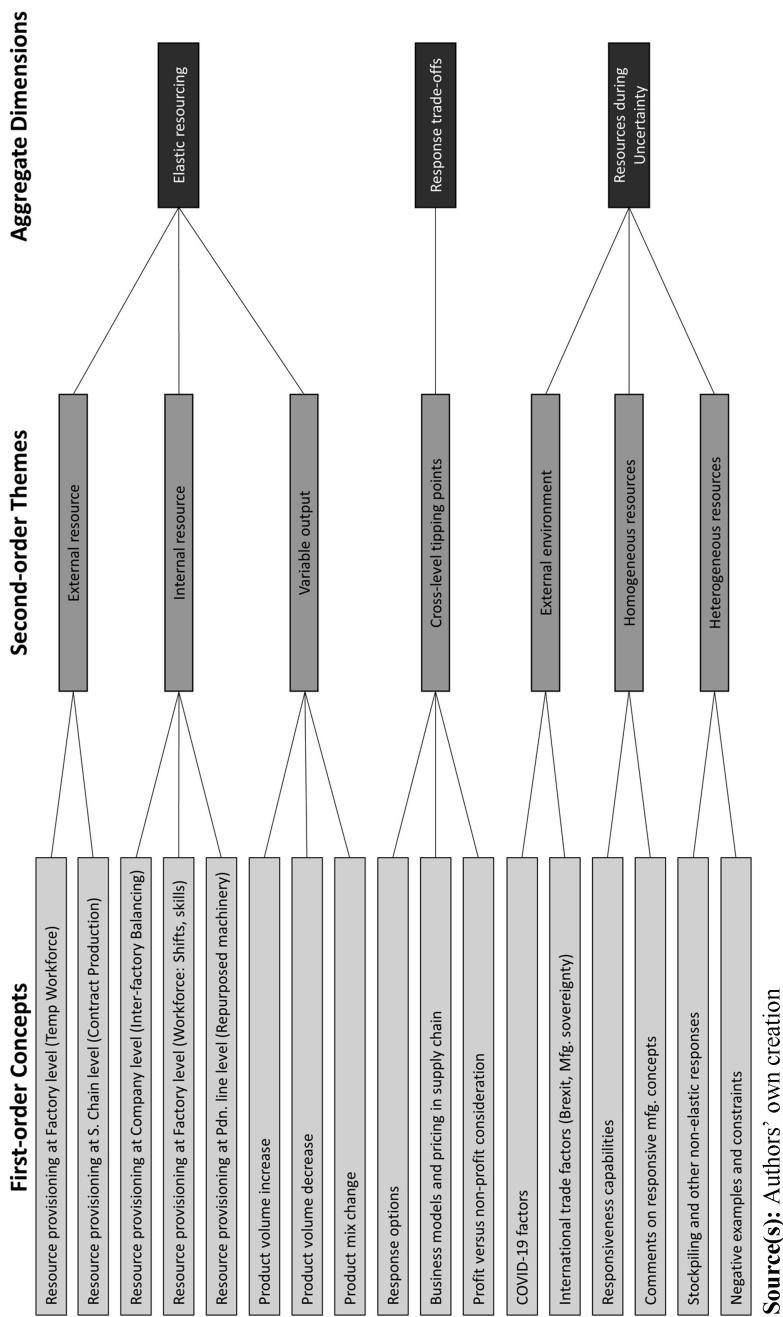 First-order Concepts
Second-order Themes
Aggregate Dimensions
Resource provisioning at Factory level (Temp Workforce)
Resource provisioning at S. Chain level (Contract Production)
Resource provisioning at Company level (Inter-factory Balancing)
Resource provisioning at Factory level (Workforce: Shifts, skills)
Resource provisioning at Pdn. line level (Repurposed machinery)
Product volume increase
Product volume decrease
Product mix change
Response options
Business models and pricing in supply chain
Profit versus non-profit consideration
COVID-19 factors
International trade factors (Brexit, Mfg. sovereignty)
Responsiveness capabilities
Comments on responsive mfg. concepts
Stockpiling and other non-elastic responses
Negative examples and constraints
External resource
Internal resource
Variable output
Cross-level tipping points
External environment
Homogeneous resources
Heterogeneous resources
Elastic resourcing
Response trade-offs
Resources during
Uncertainty
Source(s): Authors' own creation